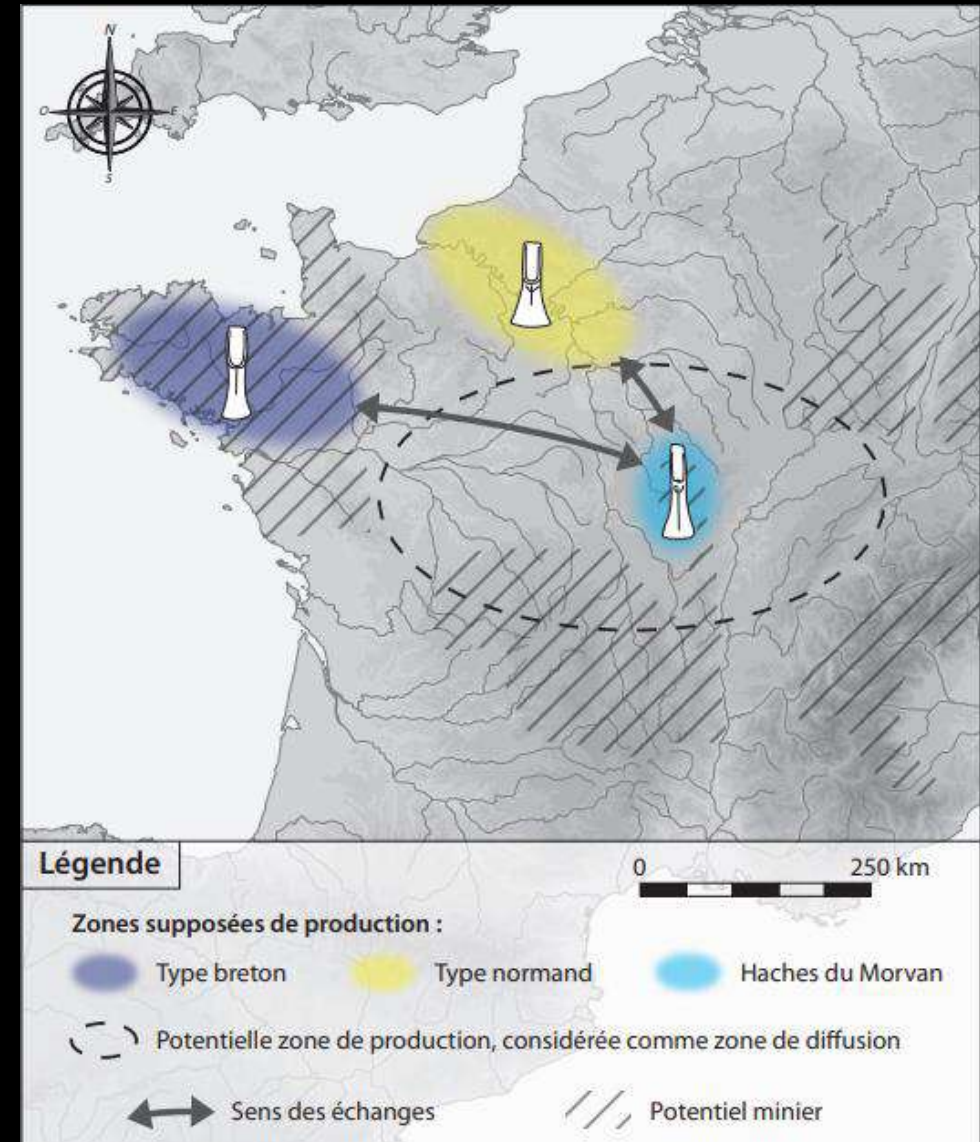 N
O
E
S
Légende
0 250 km
Zones supposées de production :
Type breton Type normand Haches du Morvan
Potentielle zone de production, considérée comme zone de diffusion
Sens des échanges Potentiel minier